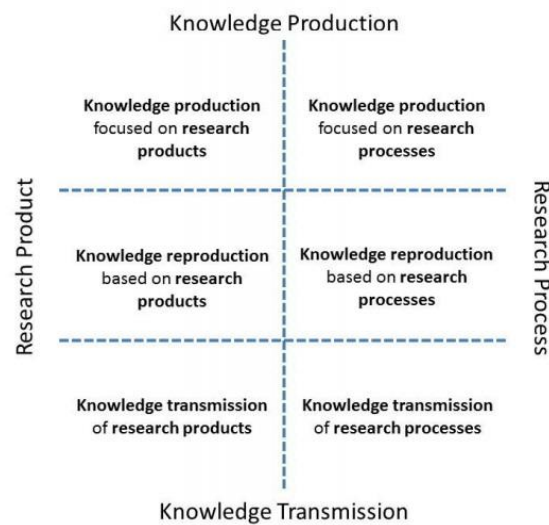 Knowledge Production
Knowledge production
focused on research
products
Knowledge production
focused on research
processes
Research Product
Research Process
Knowledge reproduction
based on research
products
Knowledge reproduction
based on research
processes
Knowledge transmission
of research products
Knowledge transmission
of research processes
Knowledge Transmission